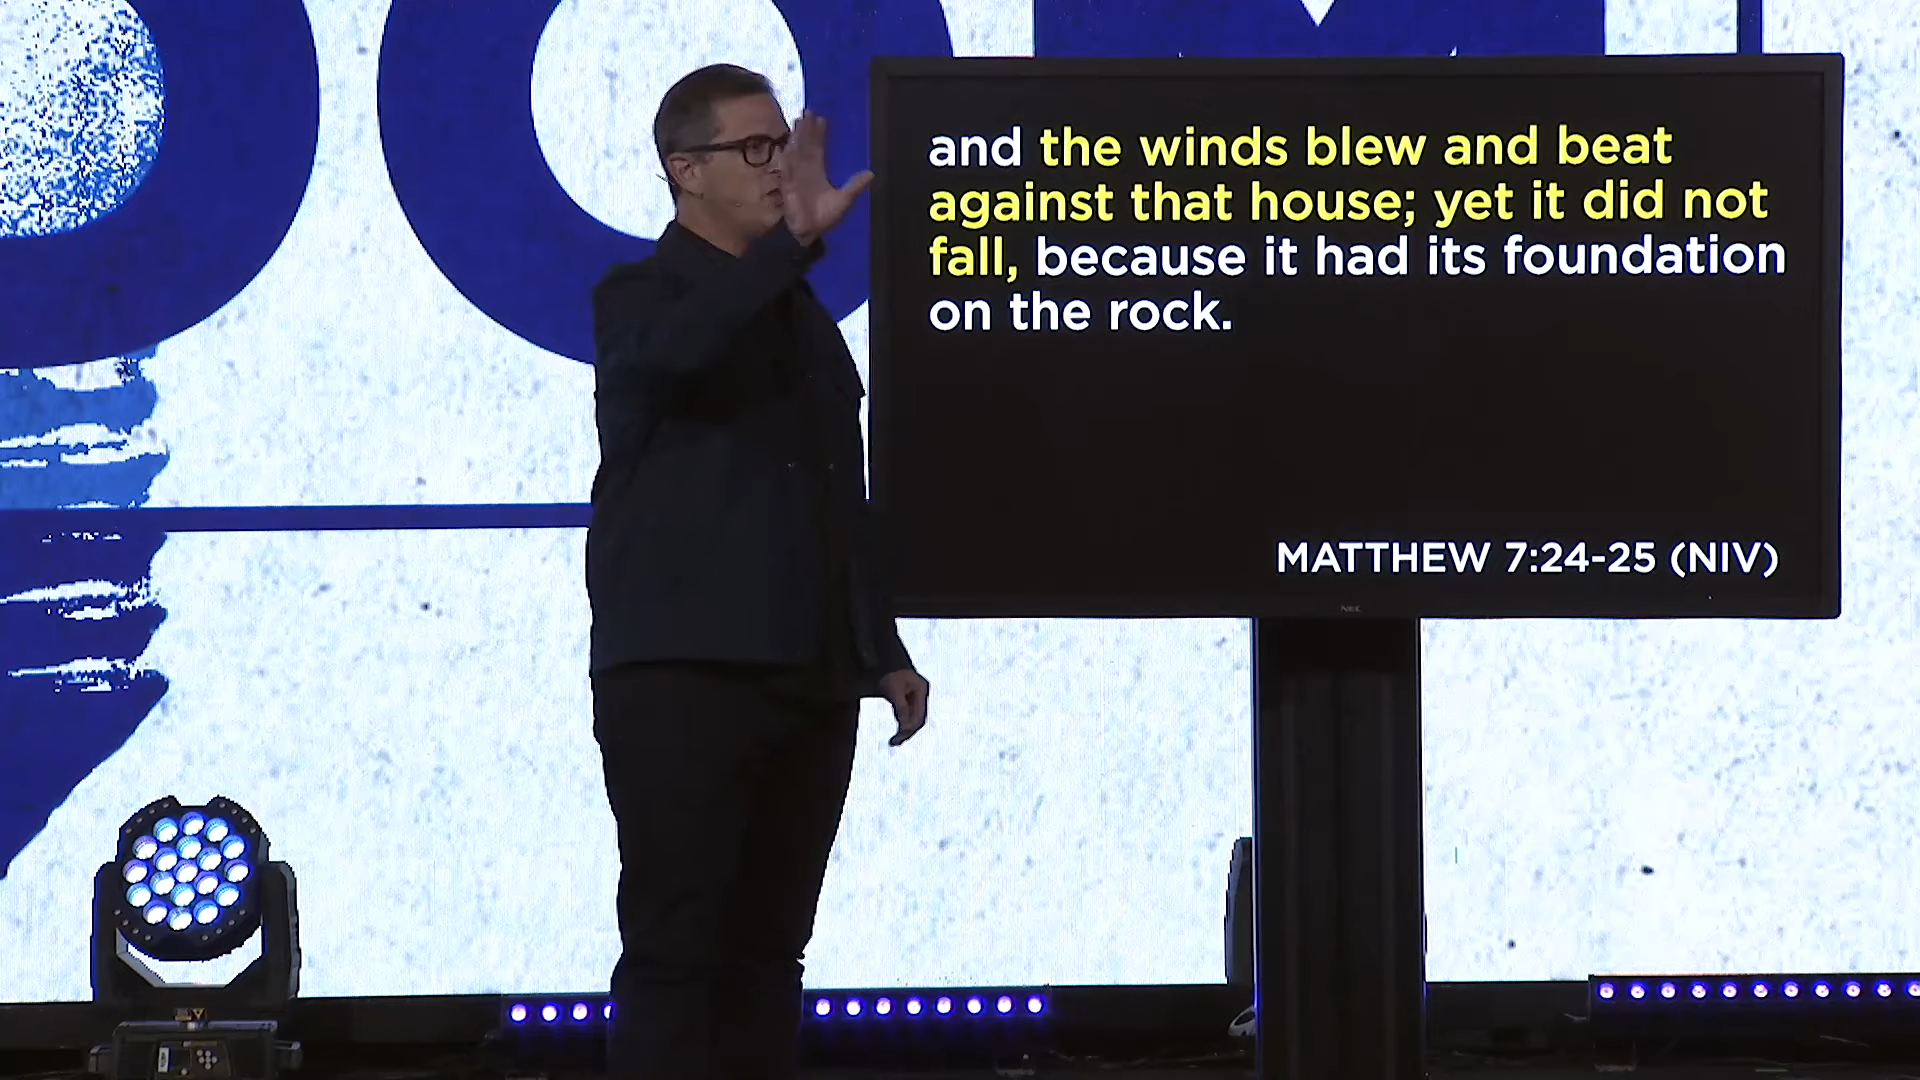 and the winds blew and beat
against that house; yet it did not
fall, because it had its foundation
on the rock.
MATTHEW 7:24-25 (NIV)
NEC